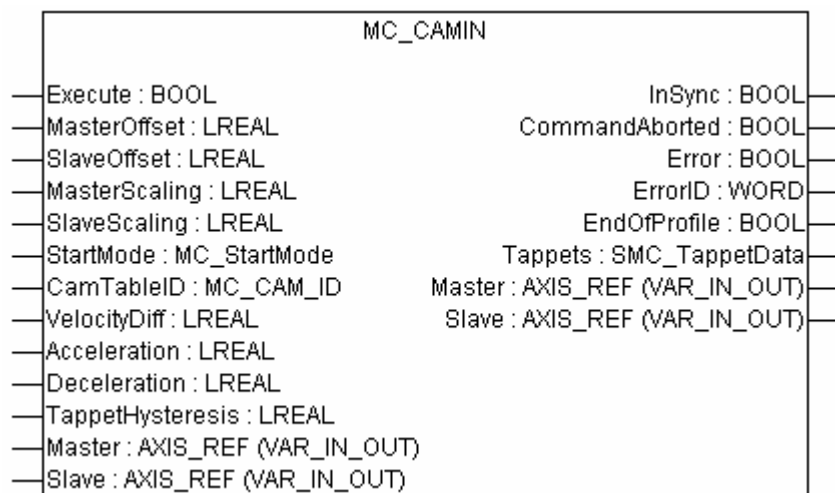 MC_CAMIN
Execute : BOOL InSync : BOOL
MasterOffset : LREAL CommandAborted : BOOL
SlaveOffset : LREAL Error : BOOL
MasterScaling : LREAL ErrorID : WORD
SlaveScaling : LREAL EndOfProfile : BOOL
StartMode : MC_StartMode Tappets : SMC_TappetData
CamTableID : MC_CAM_ID Master : AXIS_REF (VAR_IN_OUT)
VelocityDiff : LREAL Slave : AXIS_REF (VAR_IN_OUT)
Acceleration : LREAL
Deceleration : LREAL
TappetHysteresis : LREAL
Master : AXIS_REF (VAR_IN_OUT)
Slave : AXIS_REF (VAR_IN_OUT)